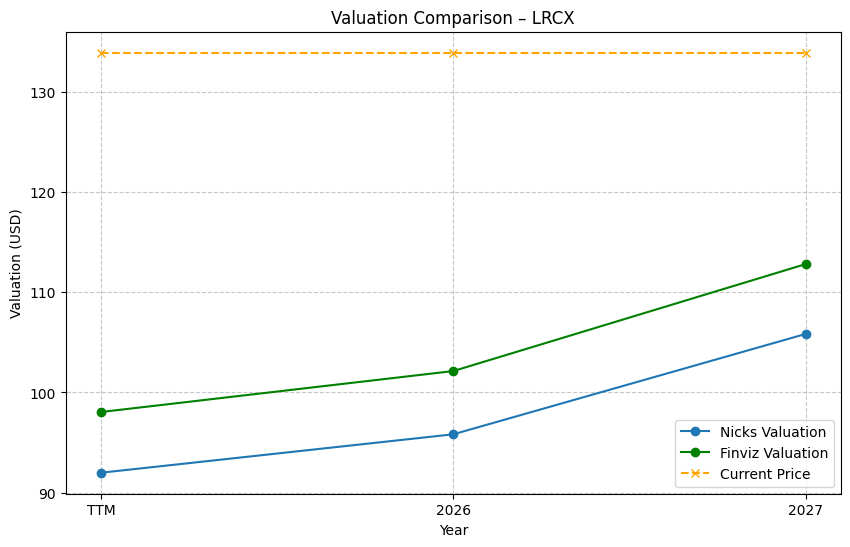 Valuation Comparison – LRCX
Valuation (USD)
130
120
110
100
90
TTM
2026
2027
Year
Nicks Valuation
Finviz Valuation
Current Price